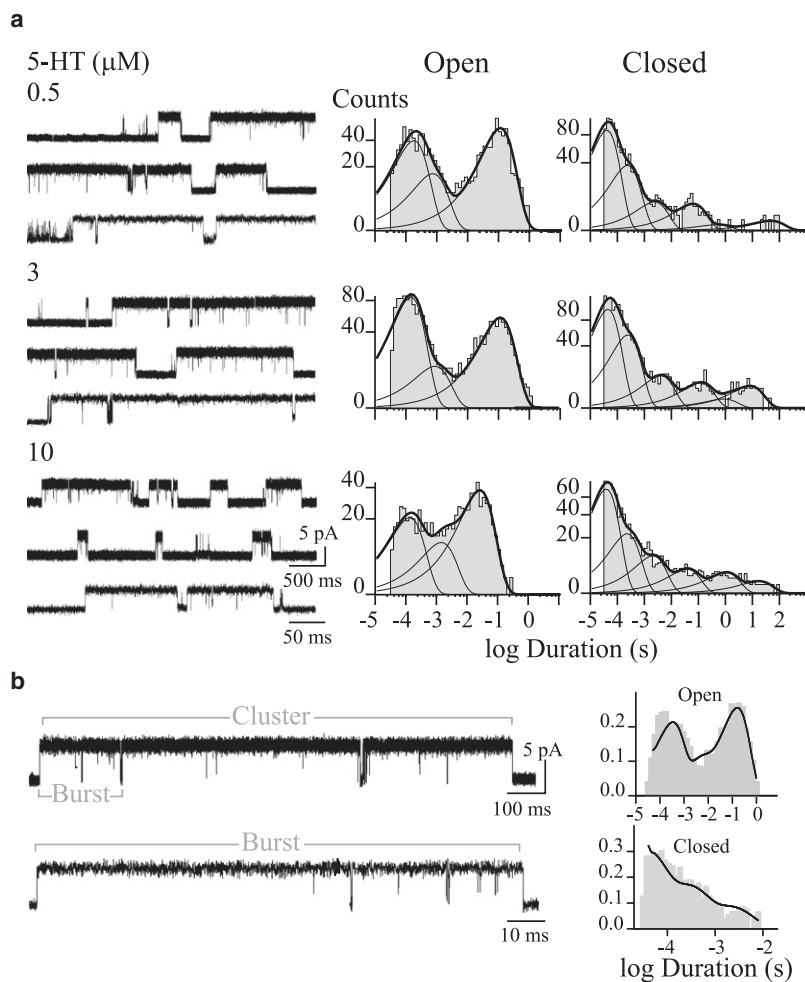 a
5-HT (μM)
Open
Closed
0.5
Counts
40
20
0
80
40
0
3
80
40
0
80
40
0
10
5 pA
500 ms
50 ms
40
20
0
60
40
20
0
-5 -4 -3 -2 -1 0
-5 -4 -3 -2 -1 0 1 2
log Duration (s)
b
Cluster
Burst
5 pA
100 ms
Burst
10 ms
Open
0.2
0.1
0.0
-5 -4 -3 -2 -1 0
Closed
0.3
0.2
0.1
0.0
-4 -3 -2
log Duration (s)